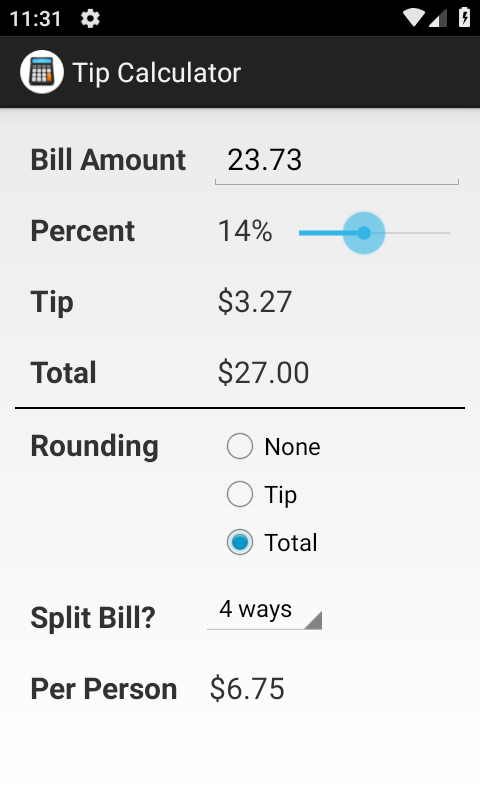 11:31
Tip Calculator
Bill Amount 23.73
Percent 14%
Tip $3.27
Total $27.00
Rounding None
Tip
Total
Split Bill? 4 ways
Per Person $6.75